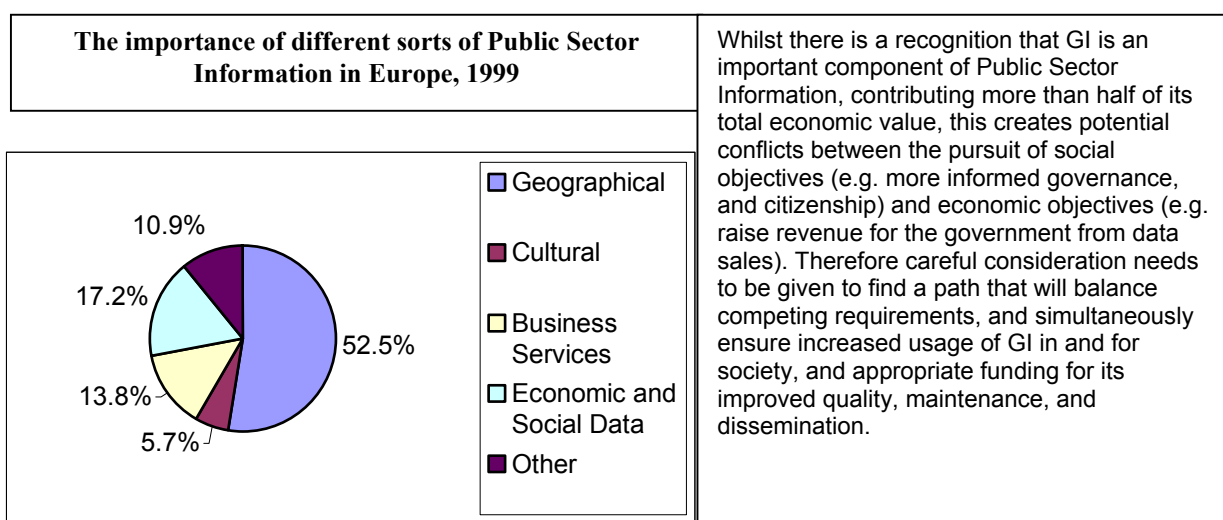 The importance of different sorts of Public Sector
Information in Europe, 1999
10.9%
17.2%
13.8%
5.7%
52.5%
Geographical
Cultural
Business
Services
Economic and
Social Data
Other
Whilst there is a recognition that GI is an
important component of Public Sector
Information, contributing more than half of its
total economic value, this creates potential
conflicts between the pursuit of social
objectives (e.g. more informed governance,
and citizenship) and economic objectives (e.g.
raise revenue for the government from data
sales). Therefore careful consideration needs
to be given to find a path that will balance
competing requirements, and simultaneously
ensure increased usage of GI in and for
society, and appropriate funding for its
improved quality, maintenance, and
dissemination.